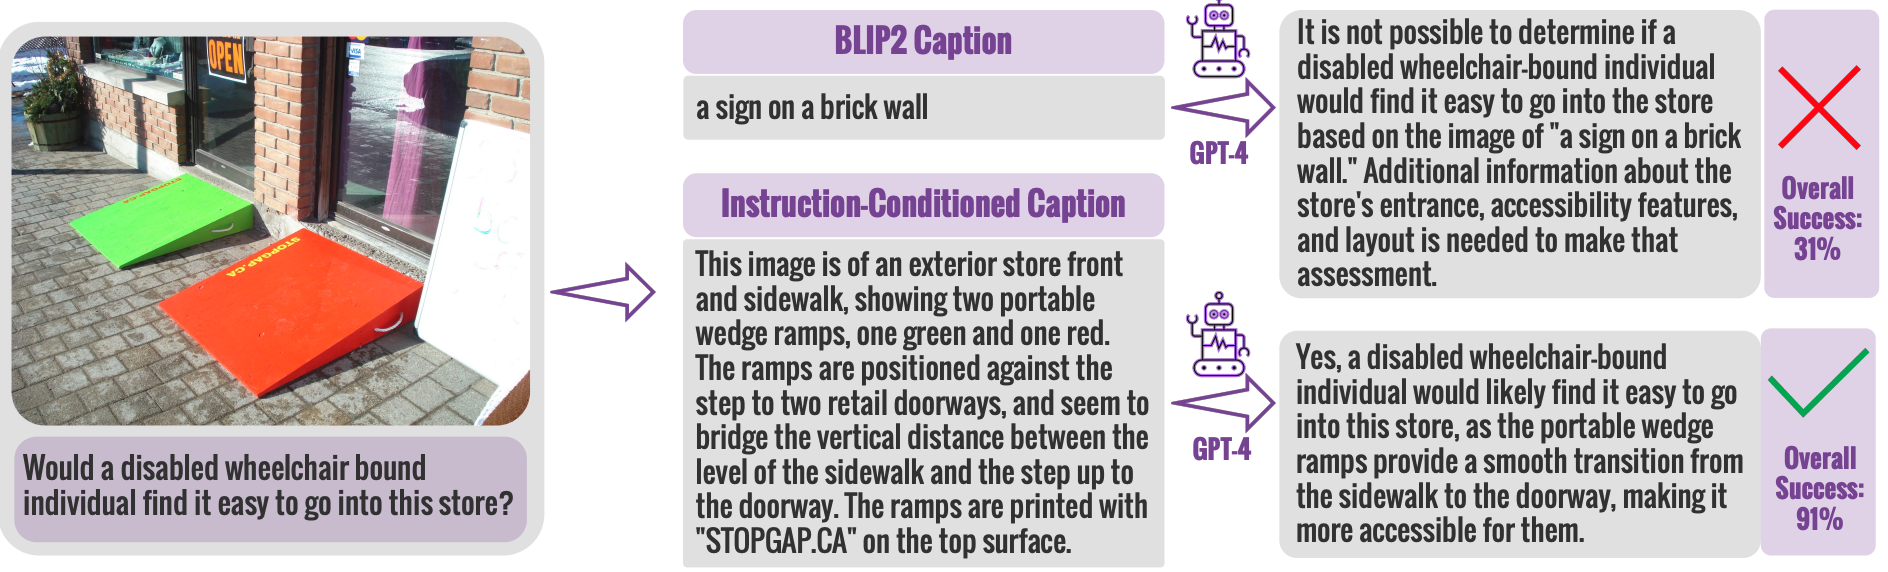 OPEN
VISA
STOPGAP.CA
STOPGAP.CA
Would a disabled wheelchair bound
individual find it easy to go into this store?
BLIP2 Caption
a sign on a brick wall
Instruction-Conditioned Caption
This image is of an exterior store front
and sidewalk, showing two portable
wedge ramps, one green and one red.
The ramps are positioned against the
step to two retail doorways, and seem to
bridge the vertical distance between the
level of the sidewalk and the step up to
the doorway. The ramps are printed with
"STOPGAP.CA" on the top surface.
GPT-4
GPT-4
It is not possible to determine if a
disabled wheelchair-bound individual
would find it easy to go into the store
based on the image of "a sign on a brick
wall." Additional information about the
store's entrance, accessibility features,
and layout is needed to make that
assessment.
Overall
Success:
31%
Yes, a disabled wheelchair-bound
individual would likely find it easy to go
into this store, as the portable wedge
ramps provide a smooth transition from
the sidewalk to the doorway, making it
more accessible for them.
Overall
Success:
91%